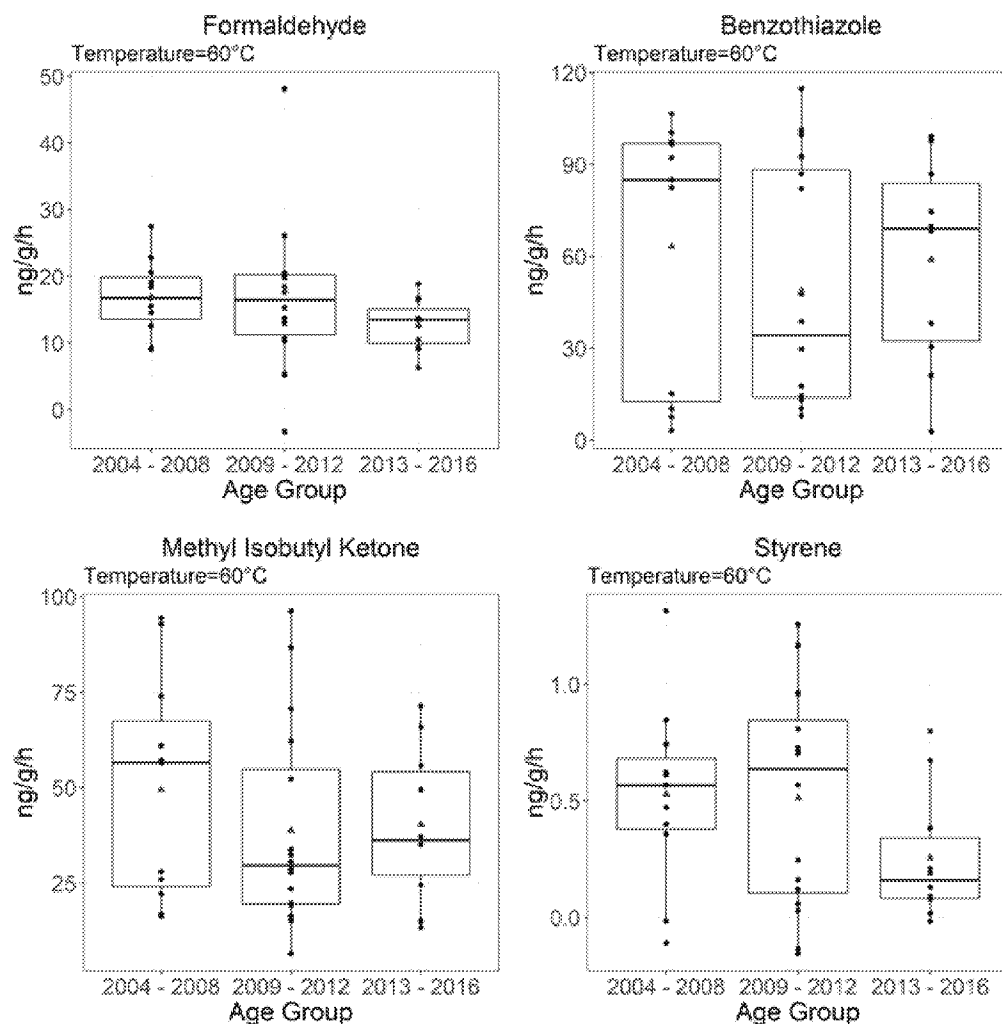 Formaldehyde
Temperature=60°C
50
40
30
20
10
0
ng/g/h
2004 - 2008 2009 - 2012 2013 - 2016
Age Group
Benzothiazole
Temperature=60°C
120
90
60
30
0
ng/g/h
2004 - 2008 2009 - 2012 2013 - 2016
Age Group
Methyl Isobutyl Ketone
Temperature=60°C
100
75
50
25
ng/g/h
2004 - 2008 2009 - 2012 2013 - 2016
Age Group
Styrene
Temperature=60°C
1.0
0.5
0.0
ng/g/h
2004 - 2008 2009 - 2012 2013 - 2016
Age Group